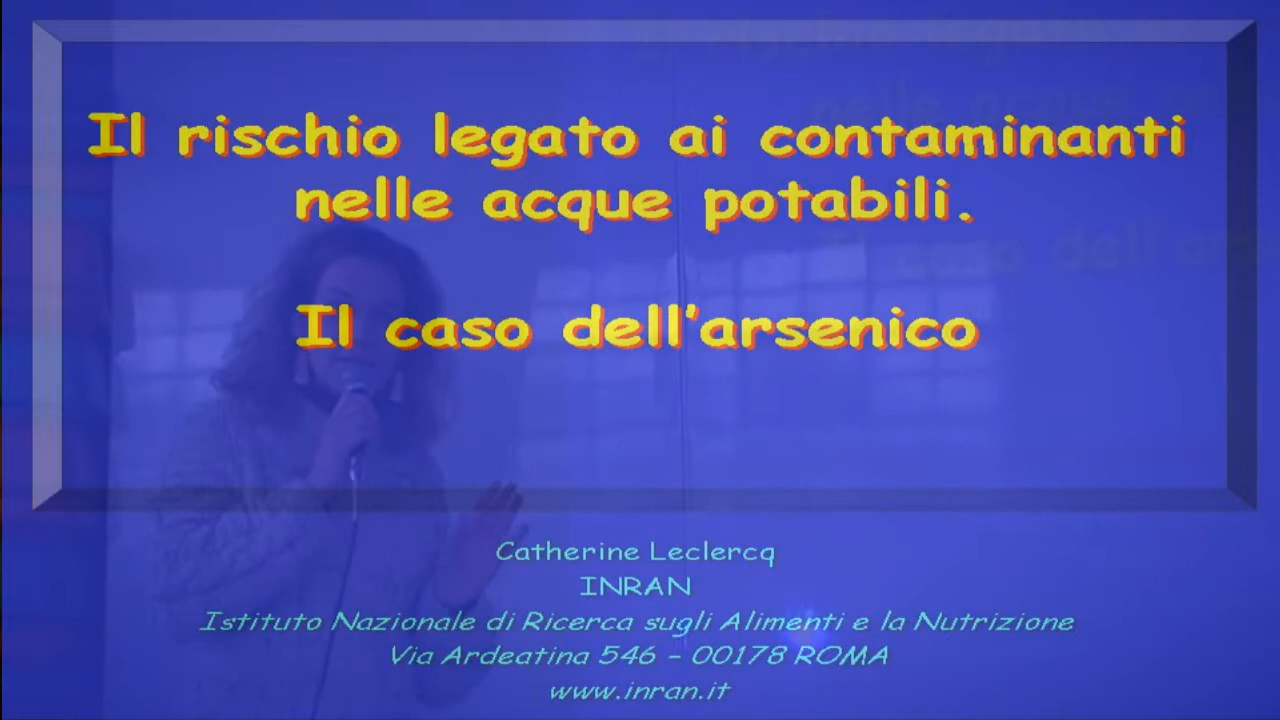 Il rischio legato ai contaminanti
nelle acque potabili.
Il caso dell'arsenico
Catherine Leclercq
INRAN
Istituto Nazionale di Ricerca sugli Alimenti e la Nutrizione
Via Ardeatina 546 – 00178 ROMA
www.inran.it